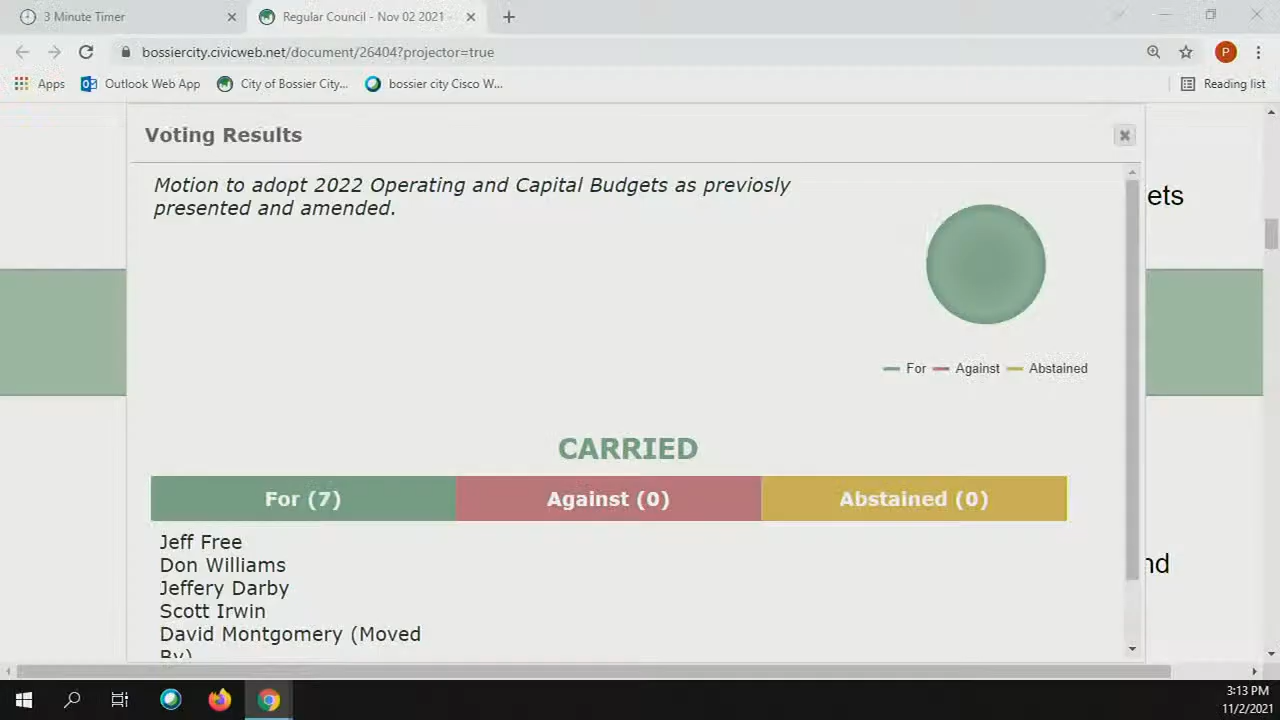 3 Minute Timer
Regular Council - Nov 02 2021 -
bossiercity.civicweb.net/document/26404?projector=true
P
Apps
Outlook Web App
City of Bossier City...
bossier city Cisco W...
Reading list
Voting Results
Motion to adopt 2022 Operating and Capital Budgets as previosly
presented and amended.
ets
For
Against
Abstained
CARRIED
For (7)
Against (0)
Abstained (0)
Jeff Free
Don Williams
Jeffery Darby
Scott Irwin
David Montgomery (Moved
By)
nd
3:13 PM
11/2/2021